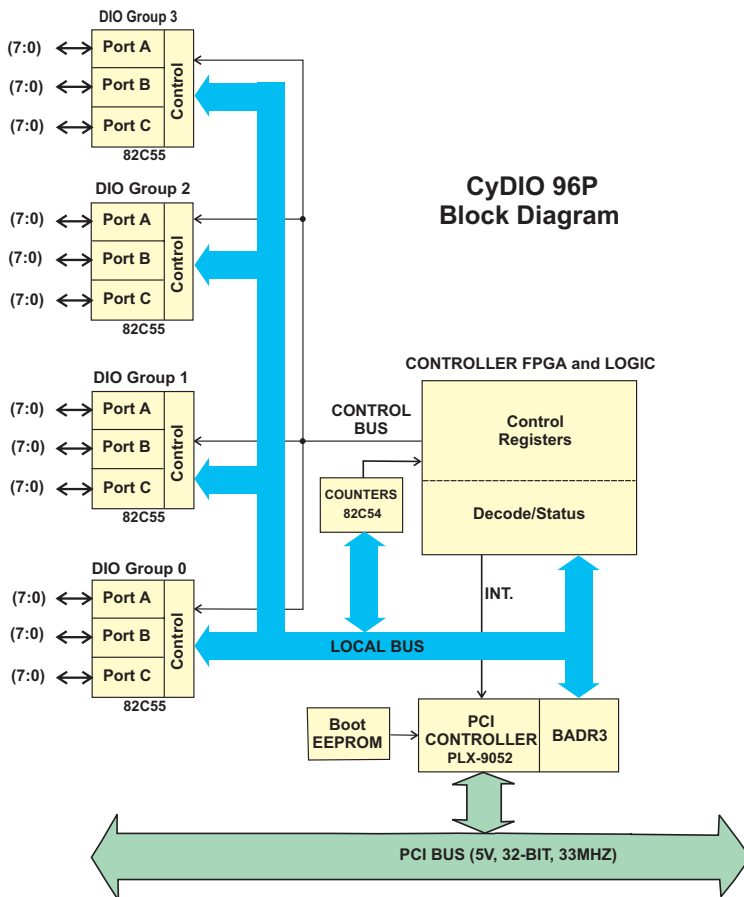 DIO Group 3
(7:0)
Port A
(7:0)
Port B
(7:0)
Port C
Control
82C55
CyDIO 96P
Block Diagram
DIO Group 2
(7:0)
Port A
(7:0)
Port B
(7:0)
Port C
Control
82C55
CONTROLLER FPGA and LOGIC
Control
Registers
Decode/Status
CONTROL
BUS
COUNTERS
82C54
DIO Group 1
(7:0)
Port A
(7:0)
Port B
(7:0)
Port C
Control
82C55
DIO Group 0
(7:0)
Port A
(7:0)
Port B
(7:0)
Port C
Control
82C55
INT.
LOCAL BUS
Boot
EEPROM
PCI
CONTROLLER
PLX-9052
BADR3
PCI BUS (5V, 32-BIT, 33MHZ)